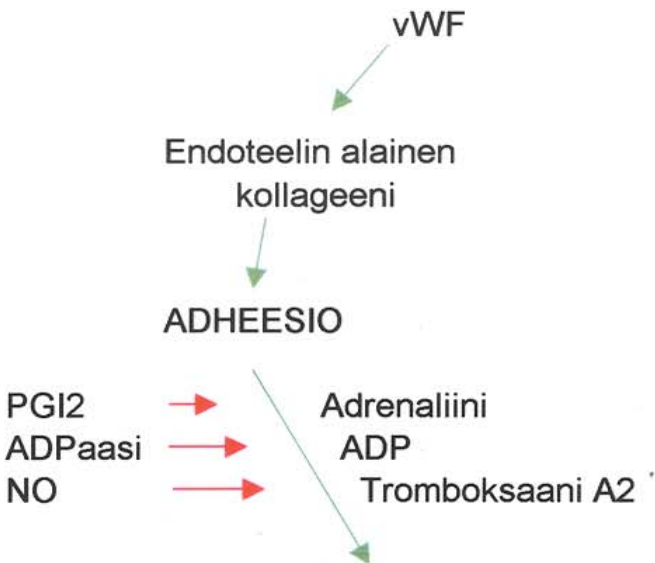 vWF
Endoteelin alainen
kollageeni
ADHEESIO
PGI2 Adrenaliini
ADPaasi ADP
NO Tromboksaani A2